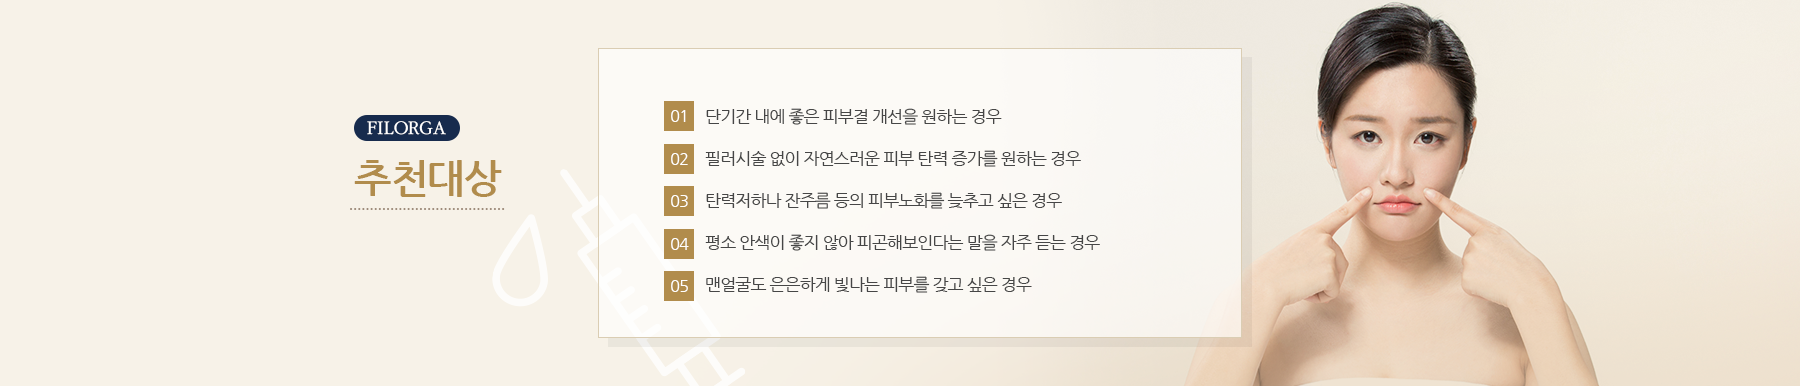 FILORGA
추천대상
01 단기간 내에 좋은 피부결 개선을 원하는 경우
02 필러시술 없이 자연스러운 피부 탄력 증가를 원하는 경우
03 탄력저하나 잔주름 등의 피부노화를 늦추고 싶은 경우
04 평소 안색이 좋지 않아 피곤해보인다는 말을 자주 듣는 경우
05 맨얼굴도 은은하게 빛나는 피부를 갖고 싶은 경우